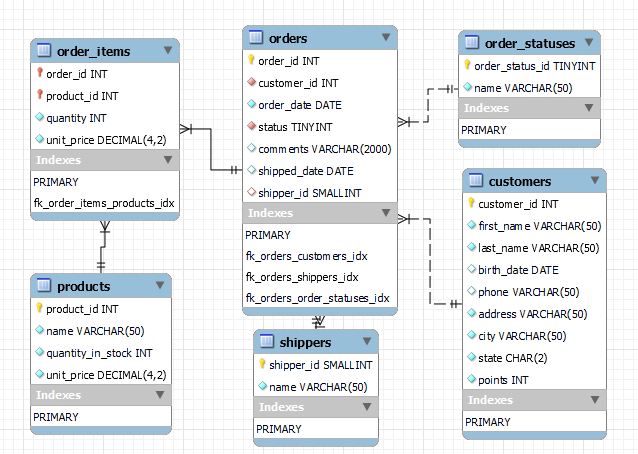 order_items
order_id INT
product_id INT
quantity INT
unit_price DECIMAL(4,2)
Indexes
PRIMARY
fk_order_items_products_idx
orders
order_id INT
customer_id INT
order_date DATE
status TINYINT
comments VARCHAR(2000)
shipped_date DATE
shipper_id SMALLINT
Indexes
PRIMARY
fk_orders_customers_idx
fk_orders_shippers_idx
fk_orders_order_statuses_idx
order_statuses
order_status_id TINYINT
name VARCHAR(50)
Indexes
PRIMARY
customers
customer_id INT
first_name VARCHAR(50)
last_name VARCHAR(50)
birth_date DATE
phone VARCHAR(50)
address VARCHAR(50)
city VARCHAR(50)
state CHAR(2)
points INT
Indexes
PRIMARY
products
product_id INT
name VARCHAR(50)
quantity_in_stock INT
unit_price DECIMAL(4,2)
Indexes
PRIMARY
shippers
shipper_id SMALLINT
name VARCHAR(50)
Indexes
PRIMARY